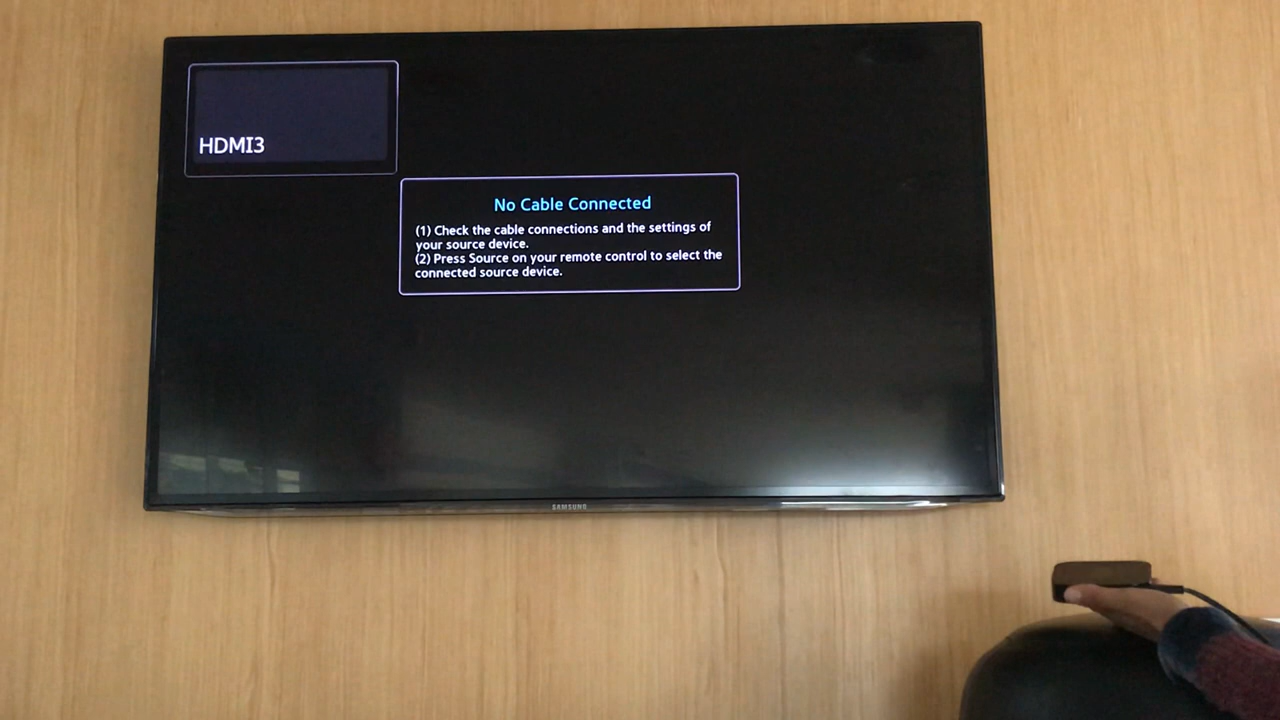 HDMI3
No Cable Connected
(1) Check the cable connections and the settings of
your source device.
(2) Press Source on your remote control to select the
connected source device.
SAMSUNG